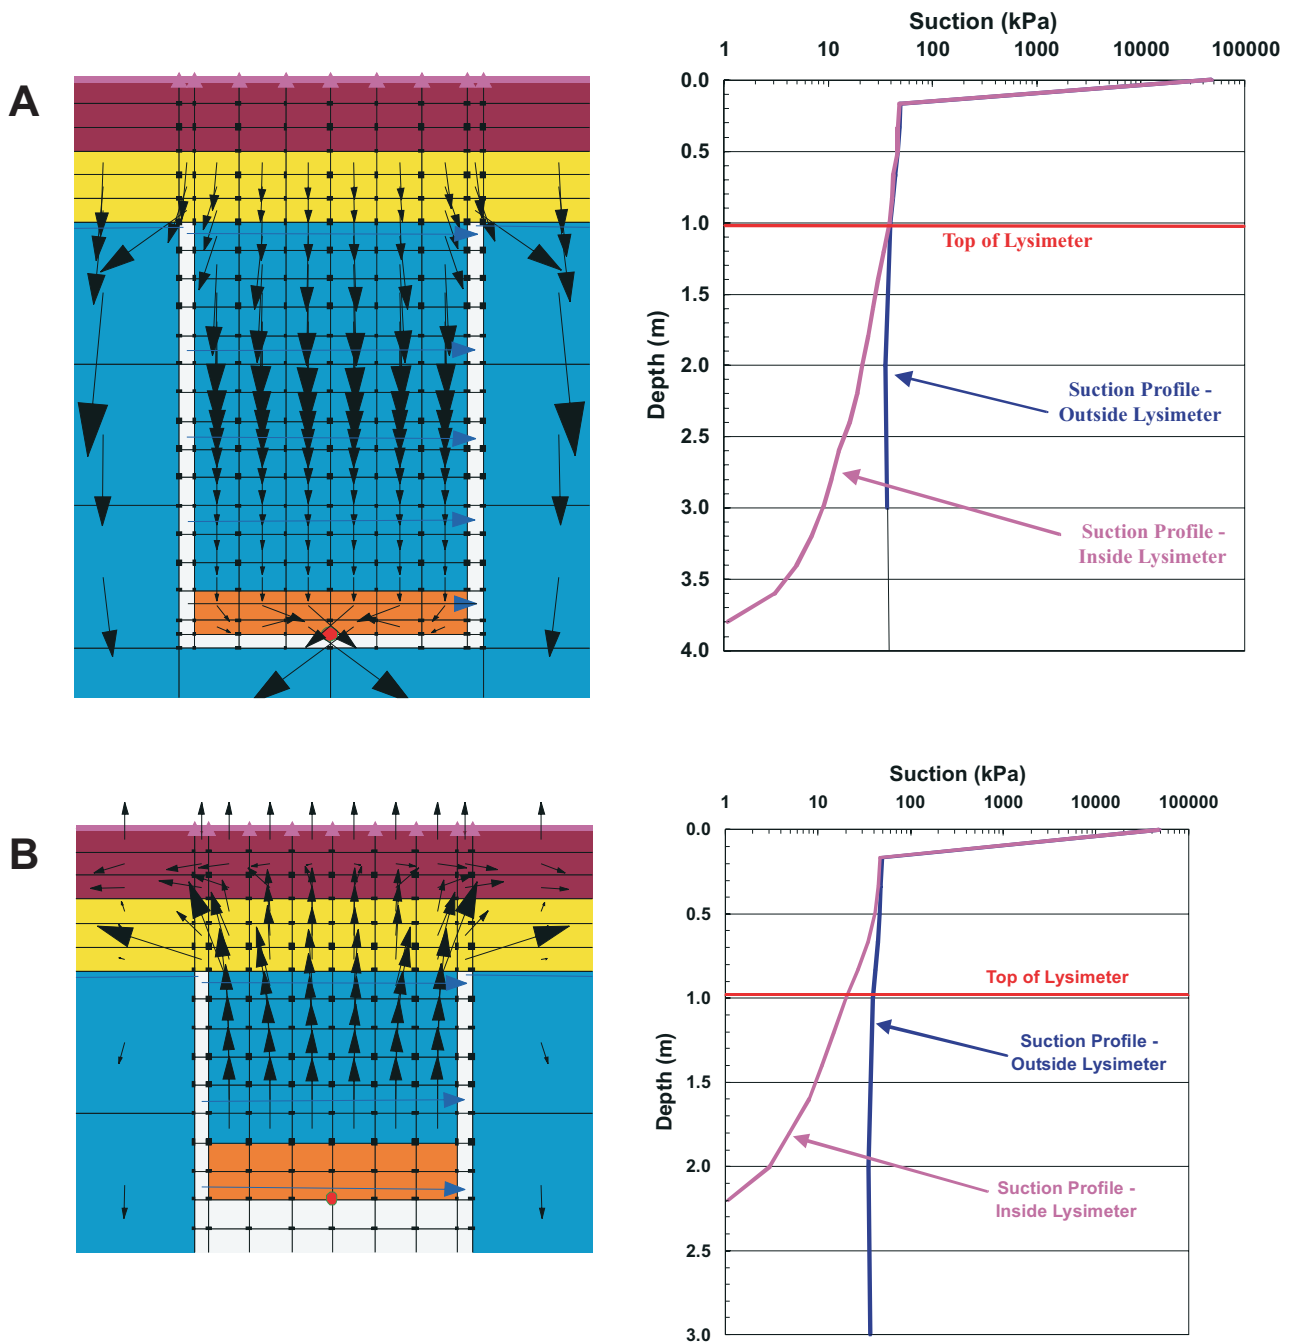 A
Suction (kPa)
1 10 100 1000 10000 100000
0.0
0.5
1.0
Top of Lysimeter
1.5
2.0
Suction Profile -
Outside Lysimeter
2.5
3.0
Suction Profile -
Inside Lysimeter
3.5
4.0
Depth (m)
B
Suction (kPa)
1 10 100 1000 10000 100000
0.0
0.5
Top of Lysimeter
1.0
Suction Profile -
Outside Lysimeter
1.5
2.0
Suction Profile -
Inside Lysimeter
2.5
3.0
Depth (m)